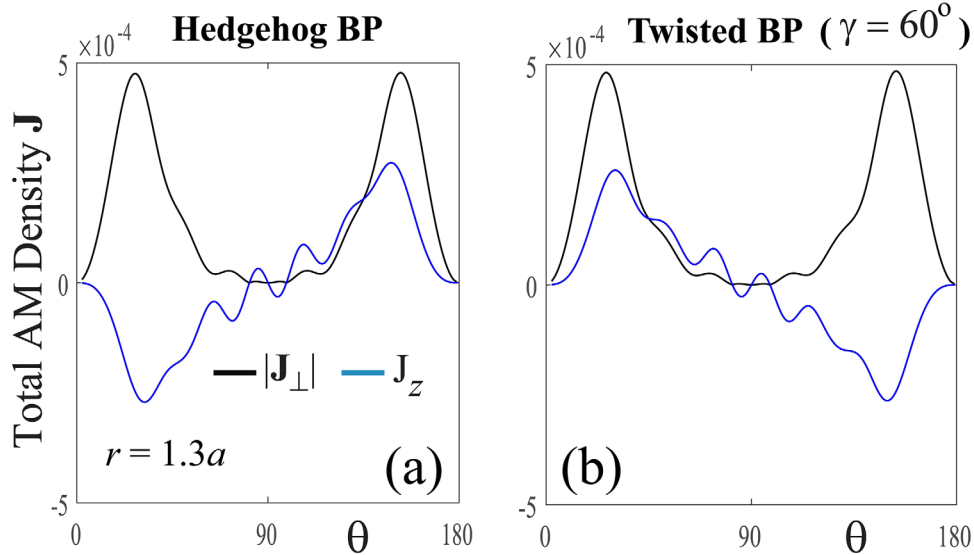 Hedgehog BP
Twisted BP ( γ = 60°)
×10⁻⁴
×10⁻⁴
Total AM Density J
5
0
-5
5
0
-5
|J⊥|
J_z
r = 1.3a
(a)
(b)
0
90
θ
180
0
90
θ
180